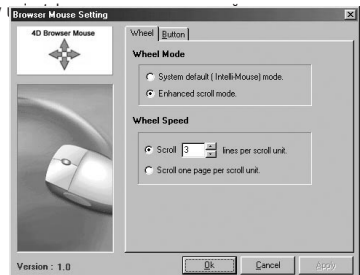 Browser Mouse Setting
4D Browser Mouse
Wheel
Button
Wheel Mode
System default ( Intelli-Mouse) mode.
Enhanced scroll mode.
Wheel Speed
Scroll 3 lines per scroll unit.
Scroll one page per scroll unit.
Version : 1.0
Ok
Cancel
Apply